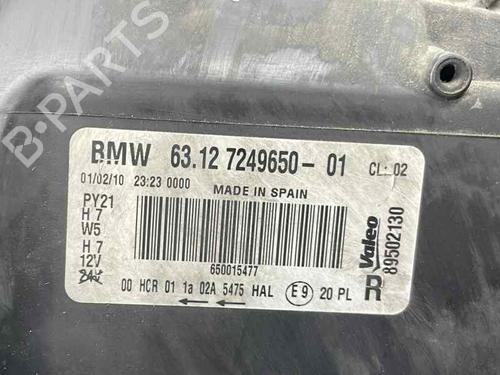 B-PARTS
BMW 63.12 7249650-01 CL: 02
01/02/10 23:23 0000 MADE IN SPAIN
PY21
H 7
W5
H 7
12V
24V
650015477
00 HCR 01 1a 02A 5475 HAL E9 20 PL
Valeo
R 89502130